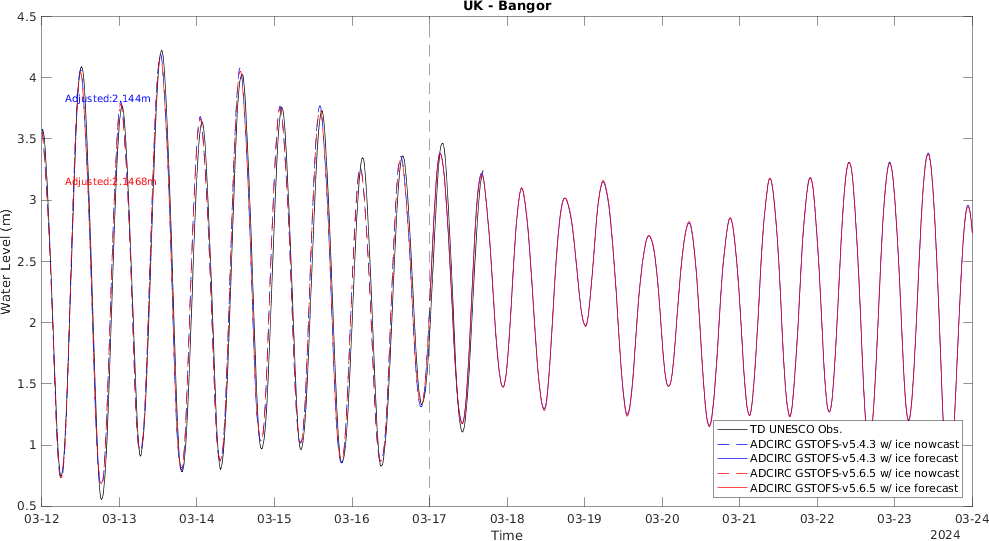 UK - Bangor
4.5
4
3.5
3
2.5
2
1.5
1
0.5
Water Level (m)
Adjusted:2.144m
Adjusted:2.1468m
TD UNESCO Obs.
ADCIRC GSTOFS-v5.4.3 w/ ice nowcast
ADCIRC GSTOFS-v5.4.3 w/ ice forecast
ADCIRC GSTOFS-v5.6.5 w/ ice nowcast
ADCIRC GSTOFS-v5.6.5 w/ ice forecast
03-12 03-13 03-14 03-15 03-16 03-17 03-18 03-19 03-20 03-21 03-22 03-23 03-24
Time
2024